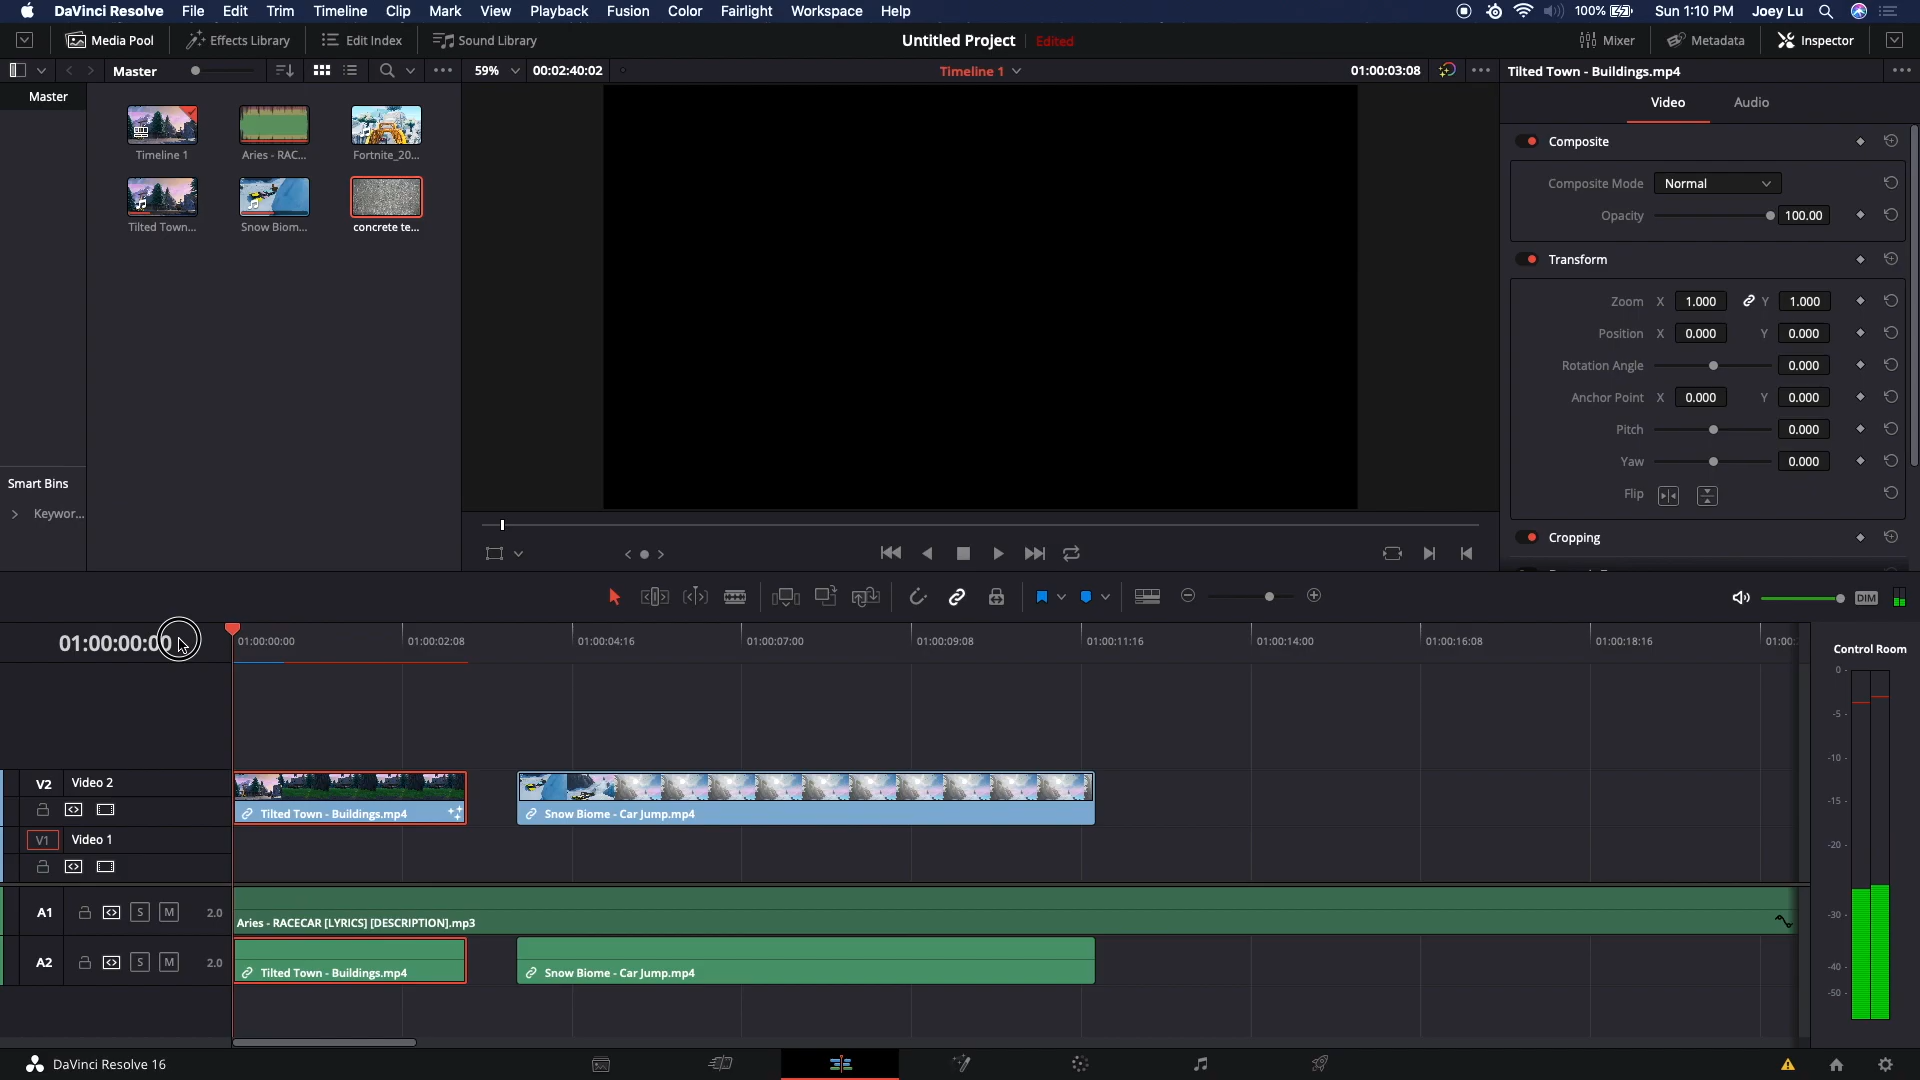 DaVinci Resolve File Edit Trim Timeline Clip Mark View Playback Fusion Color Fairlight Workspace Help 100% Sun 1:10 PM Joey Lu
Media Pool Effects Library Edit Index Sound Library Untitled Project Edited Mixer Metadata Inspector
Master 59% 00:02:40:02 Timeline 1 01:00:03:08 Tilted Town - Buildings.mp4
Master
Video Audio
Timeline 1 Aries - RAC... Fortnite_20...
Tilted Town... Snow Biom... concrete te...
Composite
Composite Mode Normal
Opacity 100.00
Transform
Zoom X 1.000 Y 1.000
Position X 0.000 Y 0.000
Rotation Angle 0.000
Anchor Point X 0.000 Y 0.000
Pitch 0.000
Yaw 0.000
Flip
Cropping
Smart Bins
Keywor...
DIM
01:00:00:00 01:00:00:00 01:00:02:08 01:00:04:16 01:00:07:00 01:00:09:08 01:00:11:16 01:00:14:00 01:00:16:08 01:00:18:16 01:00:
Control Room
0
-5
-10
-15
-20
-30
-40
-50
V2 Video 2
Tilted Town - Buildings.mp4 Snow Biome - Car Jump.mp4
V1 Video 1
A1 S M 2.0
Aries - RACECAR [LYRICS] [DESCRIPTION].mp3
A2 S M 2.0
Tilted Town - Buildings.mp4 Snow Biome - Car Jump.mp4
DaVinci Resolve 16